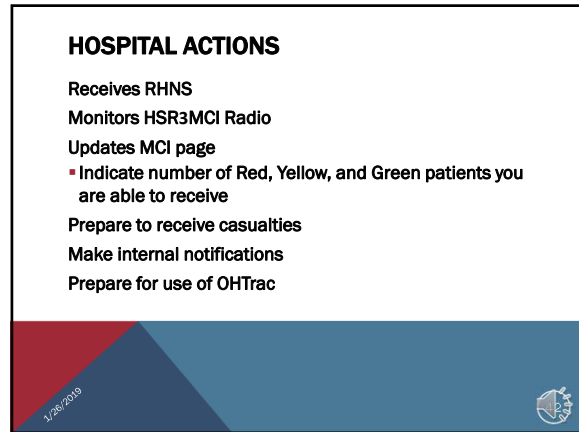 HOSPITAL ACTIONS
Receives RHNS
Monitors HSR3MCI Radio
Updates MCI page
▪Indicate number of Red, Yellow, and Green patients you
are able to receive
Prepare to receive casualties
Make internal notifications
Prepare for use of OHTrac
1/26/2019